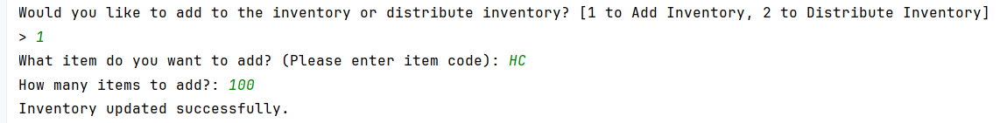 Would you like to add to the inventory or distribute inventory? [1 to Add Inventory, 2 to Distribute Inventory]
> 1
What item do you want to add? (Please enter item code): HC
How many items to add?: 100
Inventory updated successfully.